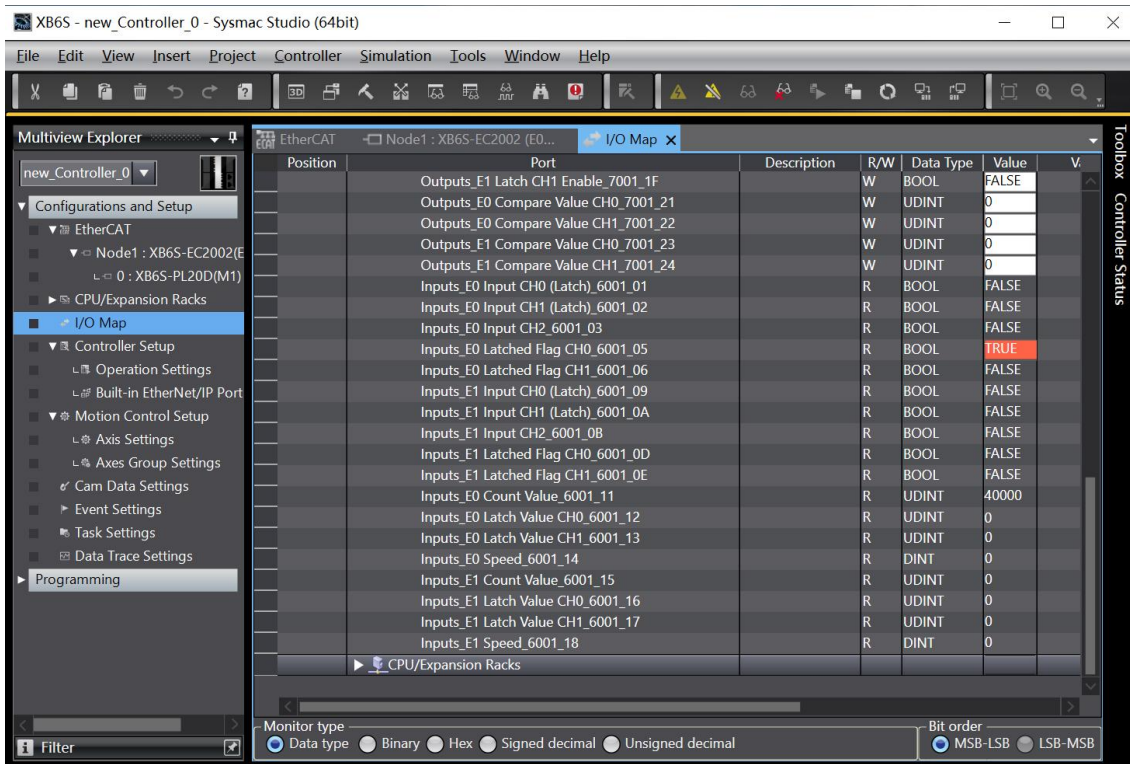 XB6S - new_Controller_0 - Sysmac Studio (64bit)
File Edit View Insert Project Controller Simulation Tools Window Help
Multiview Explorer
new_Controller_0
Configurations and Setup
EtherCAT
Node1 : XB6S-EC2002(E
0 : XB6S-PL20D(M1)
CPU/Expansion Racks
I/O Map
Controller Setup
Operation Settings
Built-in EtherNet/IP Port
Motion Control Setup
Axis Settings
Axes Group Settings
Cam Data Settings
Event Settings
Task Settings
Data Trace Settings
Programming
Filter
EtherCAT Node1 : XB6S-EC2002 (E0... I/O Map
Position Port Description R/W Data Type Value V.
Outputs_E1 Latch CH1 Enable_7001_1F W BOOL FALSE
Outputs_E0 Compare Value CH0_7001_21 W UDINT 0
Outputs_E0 Compare Value CH1_7001_22 W UDINT 0
Outputs_E1 Compare Value CH0_7001_23 W UDINT 0
Outputs_E1 Compare Value CH1_7001_24 W UDINT 0
Inputs_E0 Input CH0 (Latch)_6001_01 R BOOL FALSE
Inputs_E0 Input CH1 (Latch)_6001_02 R BOOL FALSE
Inputs_E0 Input CH2_6001_03 R BOOL FALSE
Inputs_E0 Latched Flag CH0_6001_05 R BOOL TRUE
Inputs_E0 Latched Flag CH1_6001_06 R BOOL FALSE
Inputs_E1 Input CH0 (Latch)_6001_09 R BOOL FALSE
Inputs_E1 Input CH1 (Latch)_6001_0A R BOOL FALSE
Inputs_E1 Input CH2_6001_0B R BOOL FALSE
Inputs_E1 Latched Flag CH0_6001_0D R BOOL FALSE
Inputs_E1 Latched Flag CH1_6001_0E R BOOL FALSE
Inputs_E0 Count Value_6001_11 R UDINT 40000
Inputs_E0 Latch Value CH0_6001_12 R UDINT 0
Inputs_E0 Latch Value CH1_6001_13 R UDINT 0
Inputs_E0 Speed_6001_14 R DINT 0
Inputs_E1 Count Value_6001_15 R UDINT 0
Inputs_E1 Latch Value CH0_6001_16 R UDINT 0
Inputs_E1 Latch Value CH1_6001_17 R UDINT 0
Inputs_E1 Speed_6001_18 R DINT 0
CPU/Expansion Racks
Monitor type
Data type Binary Hex Signed decimal Unsigned decimal
Bit order
MSB-LSB LSB-MSB
Toolbox
Controller Status